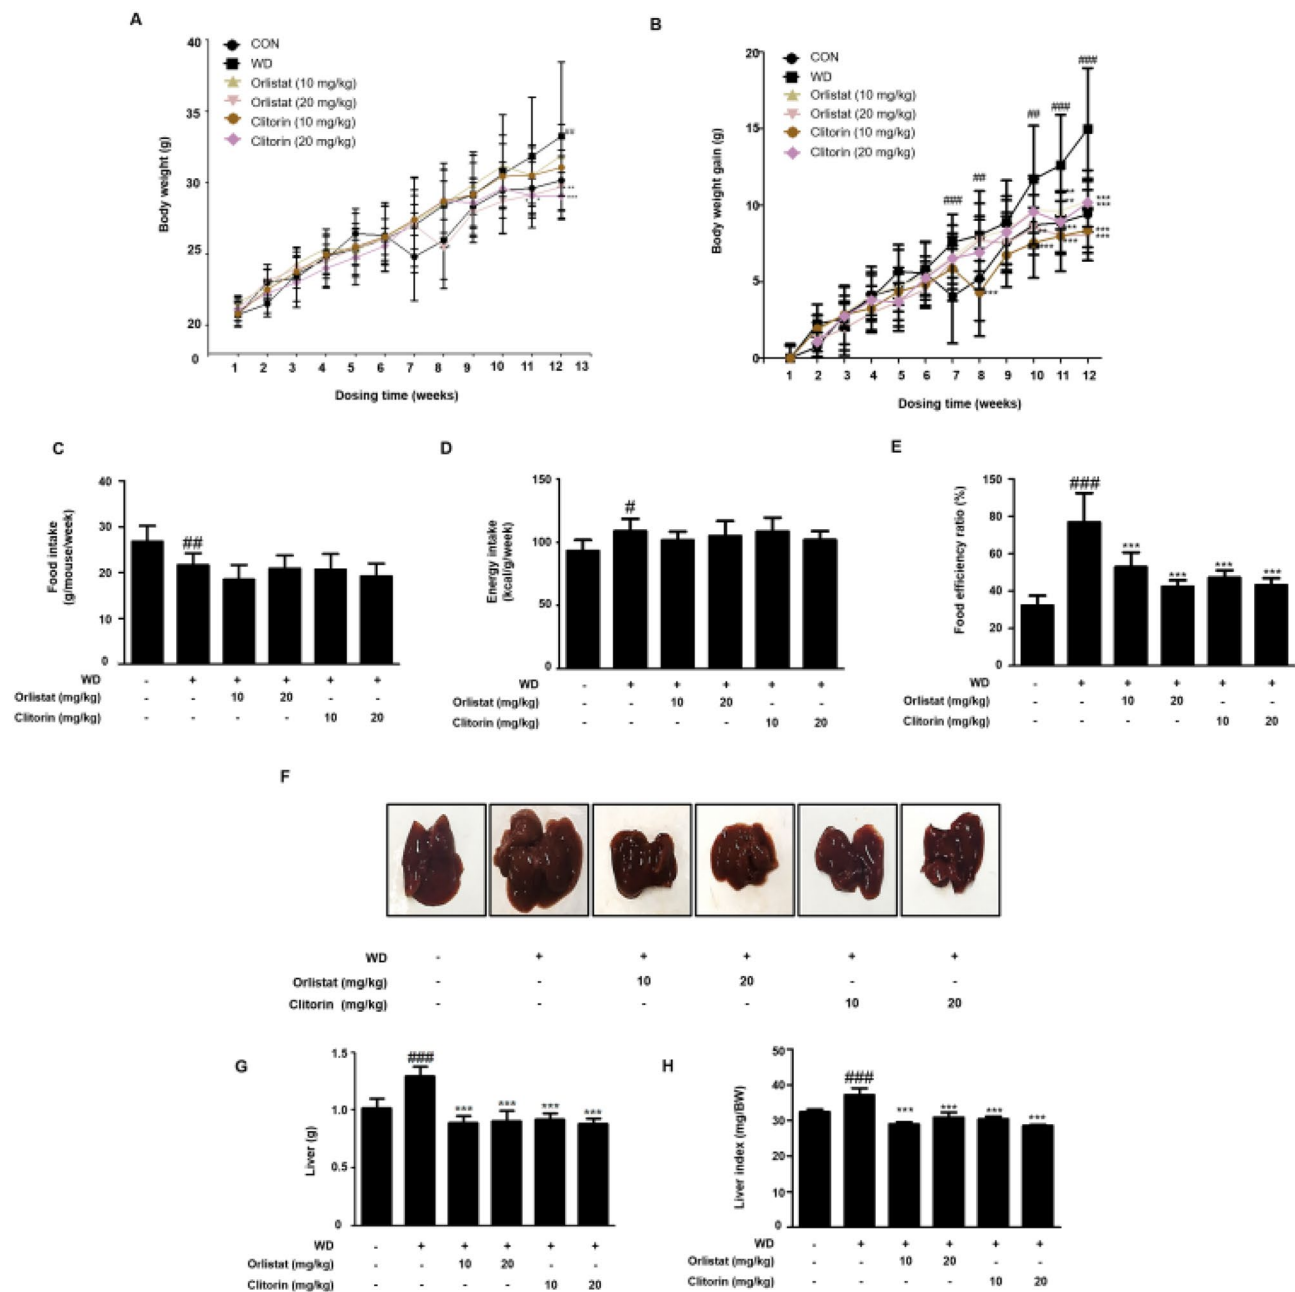 A
CON
WD
Orlistat (10 mg/kg)
Orlistat (20 mg/kg)
Clitorin (10 mg/kg)
Clitorin (20 mg/kg)
Body weight (g)
40
35
30
25
20
0
##
1 2 3 4 5 6 7 8 9 10 11 12 13
Dosing time (weeks)
B
CON
WD
Orlistat (10 mg/kg)
Orlistat (20 mg/kg)
Clitorin (10 mg/kg)
Clitorin (20 mg/kg)
Body weight gain (g)
20
15
10
5
0
### ## ## ### ###
***
1 2 3 4 5 6 7 8 9 10 11 12
Dosing time (weeks)
C
Food intake
(g/mouse/week)
40
30
20
10
0
##
WD - + + + + +
Orlistat (mg/kg) - - 10 20 - -
Clitorin (mg/kg) - - - - 10 20
D
Energy intake
(kcal/g/week)
150
100
50
0
#
WD - + + + + +
Orlistat (mg/kg) - - 10 20 - -
Clitorin (mg/kg) - - - - 10 20
E
Food efficiency ratio (%)
150
80
60
40
20
0
### *** *** *** ***
WD - + + + + +
Orlistat (mg/kg) - - 10 20 - -
Clitorin (mg/kg) - - - - 10 20
F
WD - + + + + +
Orlistat (mg/kg) - - 10 20 - -
Clitorin (mg/kg) - - - - 10 20
G
Liver (g)
1.5
1.0
0.5
0
### *** *** *** ***
WD - + + + + +
Orlistat (mg/kg) - - 10 20 - -
Clitorin (mg/kg) - - - - 10 20
H
Liver index (mg/BW)
50
40
30
20
10
0
### *** *** *** ***
WD - + + + + +
Orlistat (mg/kg) - - 10 20 - -
Clitorin (mg/kg) - - - - 10 20